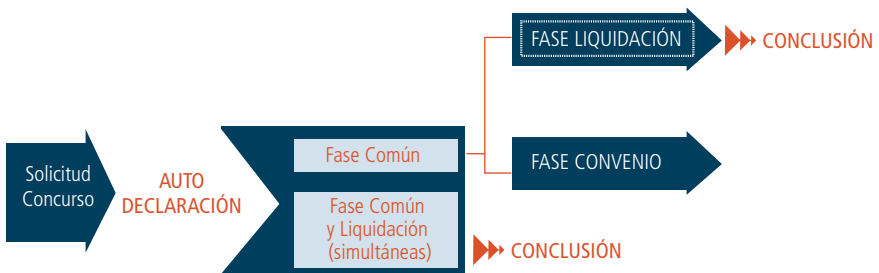 Solicitud
Concurso
AUTO
DECLARACIÓN
Fase Común
Fase Común
y Liquidación
(simultáneas)
CONCLUSIÓN
FASE LIQUIDACIÓN
CONCLUSIÓN
FASE CONVENIO